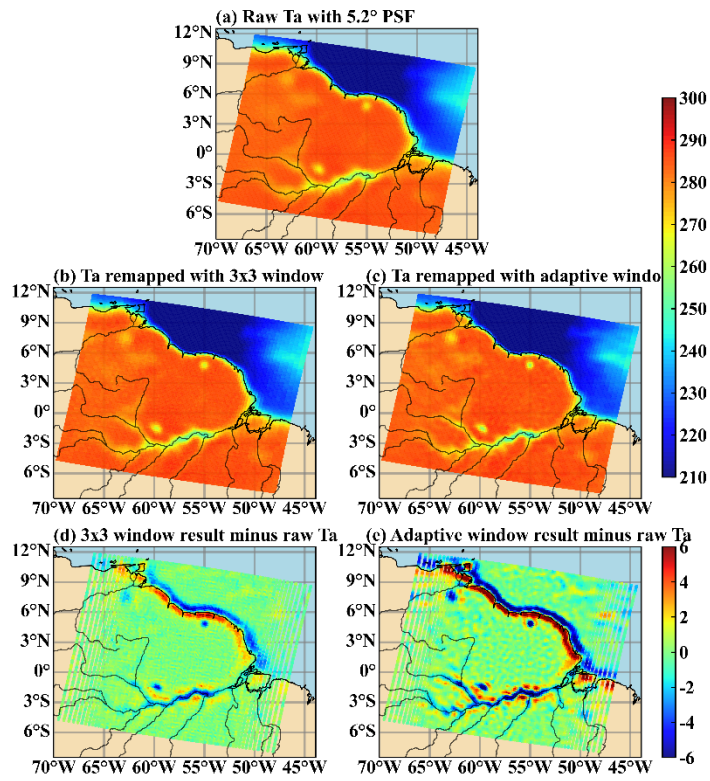 (a) Raw Ta with 5.2° PSF
12°N
9°N
6°N
3°N
0°
3°S
6°S
70°W 65°W 60°W 55°W 50°W 45°W
300
290
280
270
260
250
240
230
220
210
(b) Ta remapped with 3x3 window
12°N
9°N
6°N
3°N
0°
3°S
6°S
70°W 65°W 60°W 55°W 50°W 45°W
(c) Ta remapped with adaptive windo
12°N
9°N
6°N
3°N
0°
3°S
6°S
70°W 65°W 60°W 55°W 50°W 45°W
(d) 3x3 window result minus raw Ta
12°N
9°N
6°N
3°N
0°
3°S
6°S
70°W 65°W 60°W 55°W 50°W 45°W
(e) Adaptive window result minus raw Ta
12°N
9°N
6°N
3°N
0°
3°S
6°S
70°W 65°W 60°W 55°W 50°W 45°W
6
4
2
0
-2
-4
-6